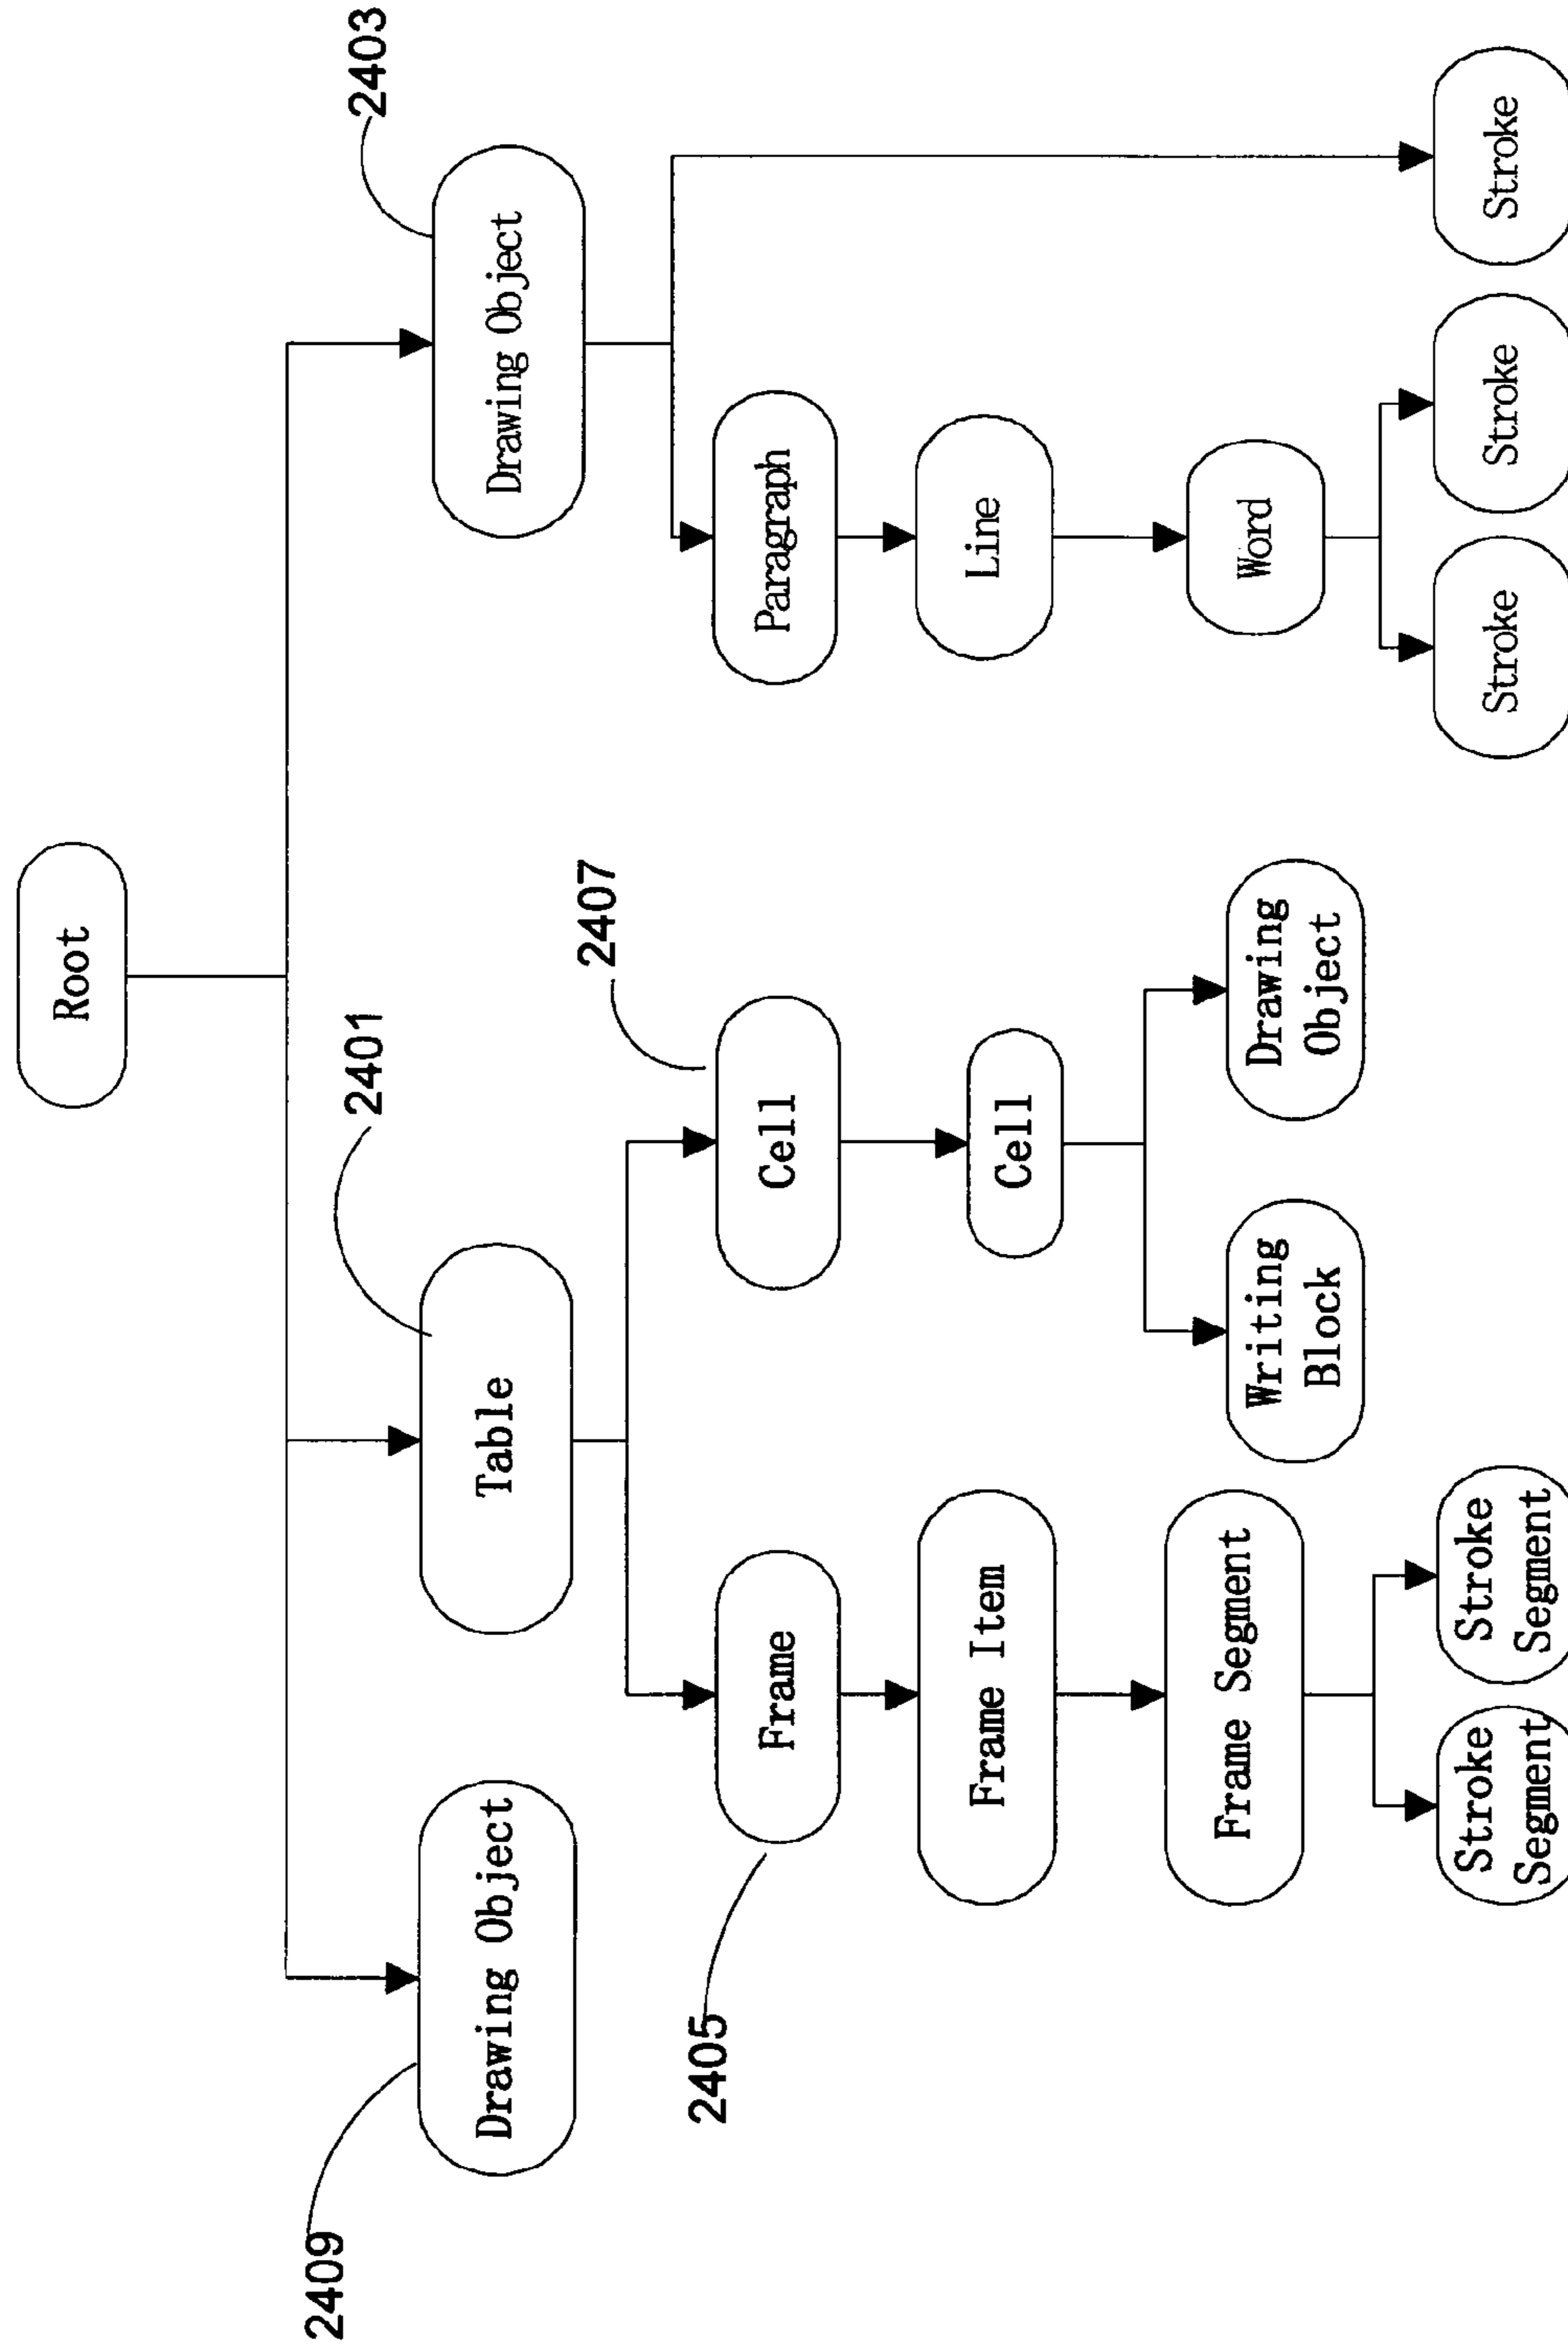 Root
2409
2401
2403
Drawing Object
Table
Drawing Object
2405
2407
Frame
Cell
Paragraph
Frame Item
Cell
Line
Frame Segment
Writing
Block
Drawing
Object
Word
Stroke
Segment
Stroke
Segment
Stroke
Stroke
Stroke